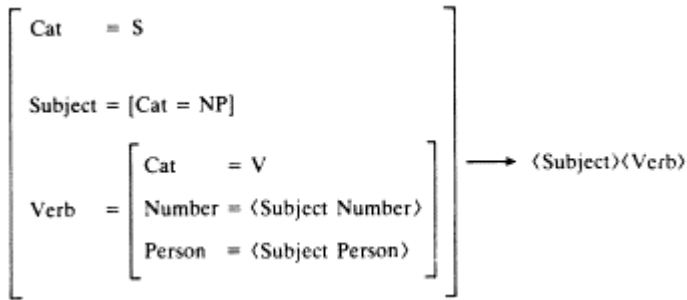 Cat = S
Subject = [Cat = NP]
Cat = V
Verb = Number = ⟨Subject Number⟩ → ⟨Subject⟩⟨Verb⟩
Person = ⟨Subject Person⟩